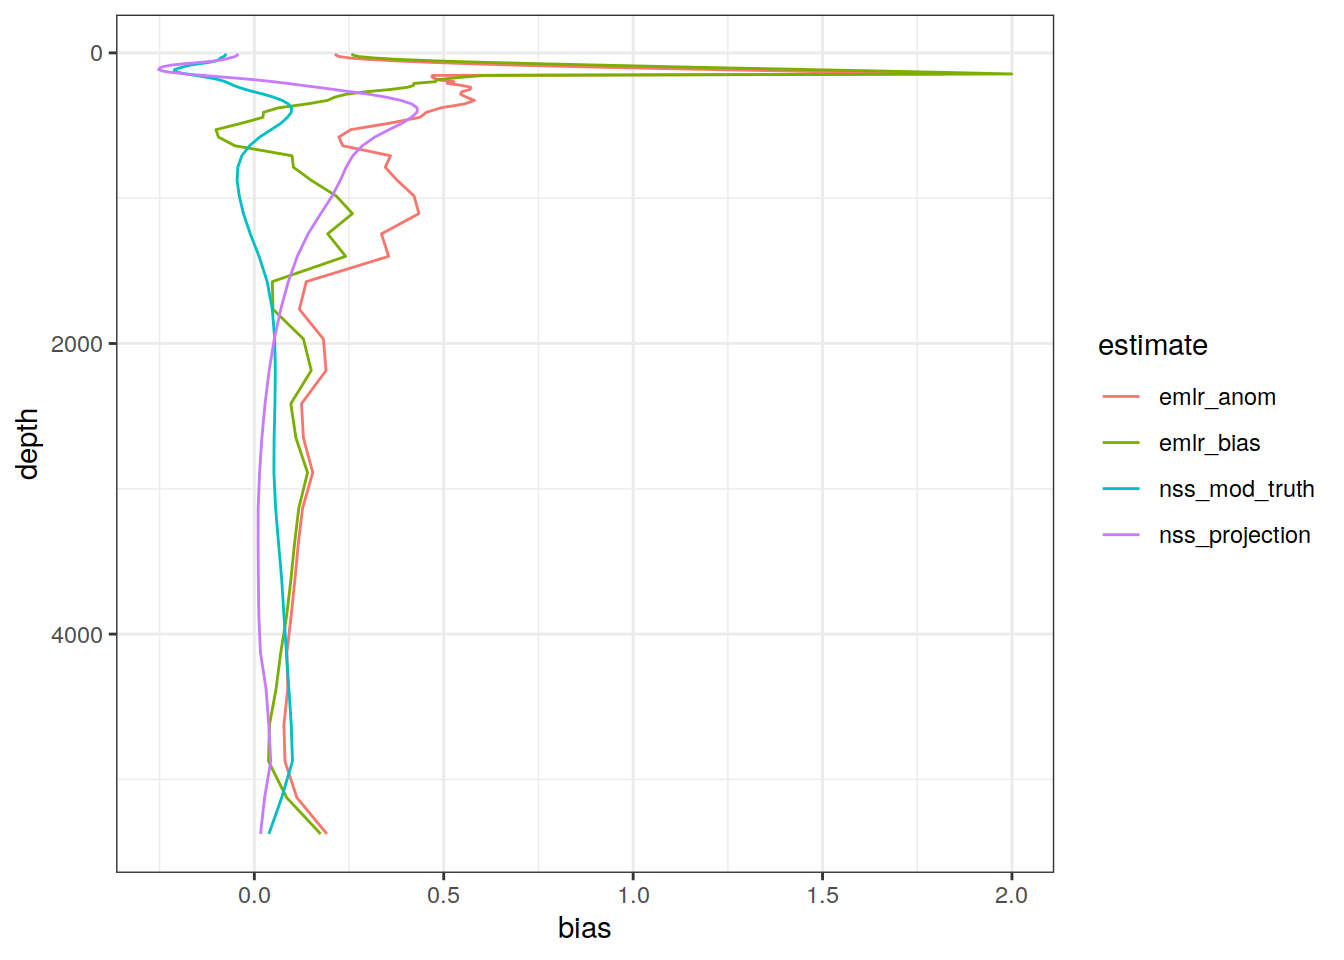 0
2000
4000
depth
0.0
0.5
1.0
1.5
2.0
bias
estimate
emlr_anom
emlr_bias
nss_mod_truth
nss_projection